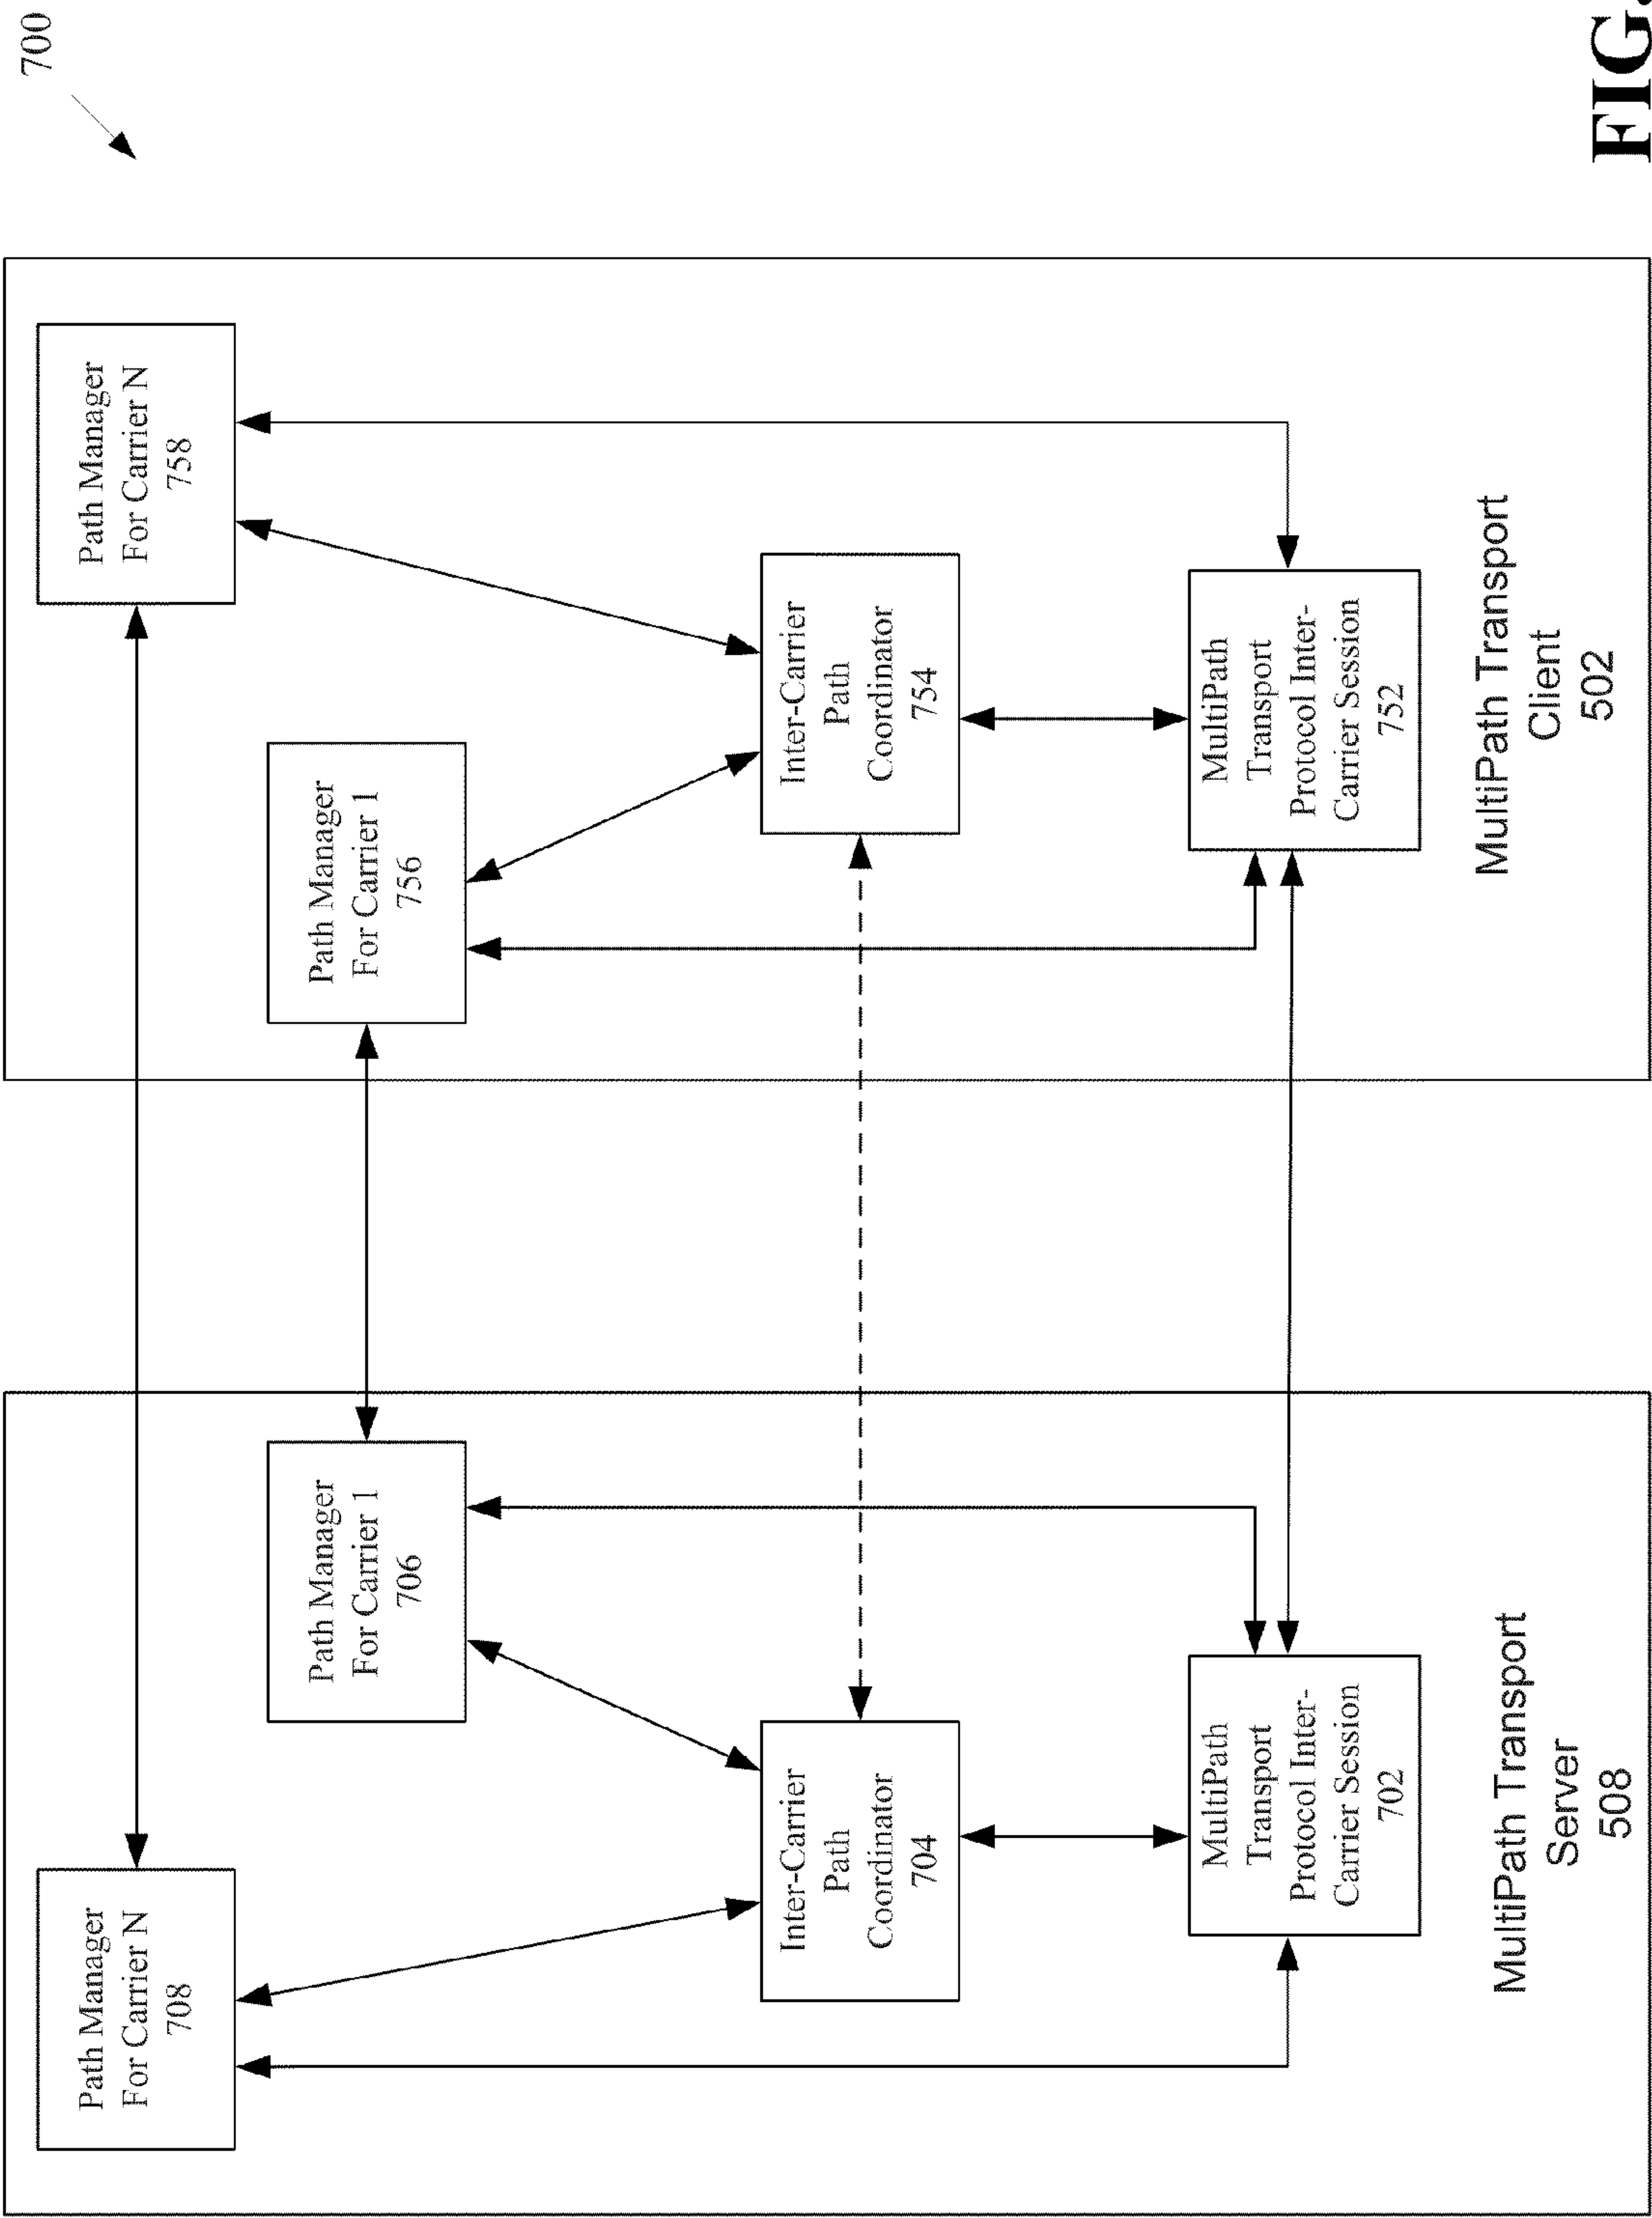 700
Path Manager
For Carrier N
708
Path Manager
For Carrier 1
706
Inter-Carrier
Path
Coordinator
704
MultiPath
Transport
Protocol Inter-
Carrier Session
702
MultiPath Transport
Server
508
Path Manager
For Carrier 1
756
Path Manager
For Carrier N
758
Inter-Carrier
Path
Coordinator
754
MultiPath
Transport
Protocol Inter-
Carrier Session
752
MultiPath Transport
Client
502
FIG.